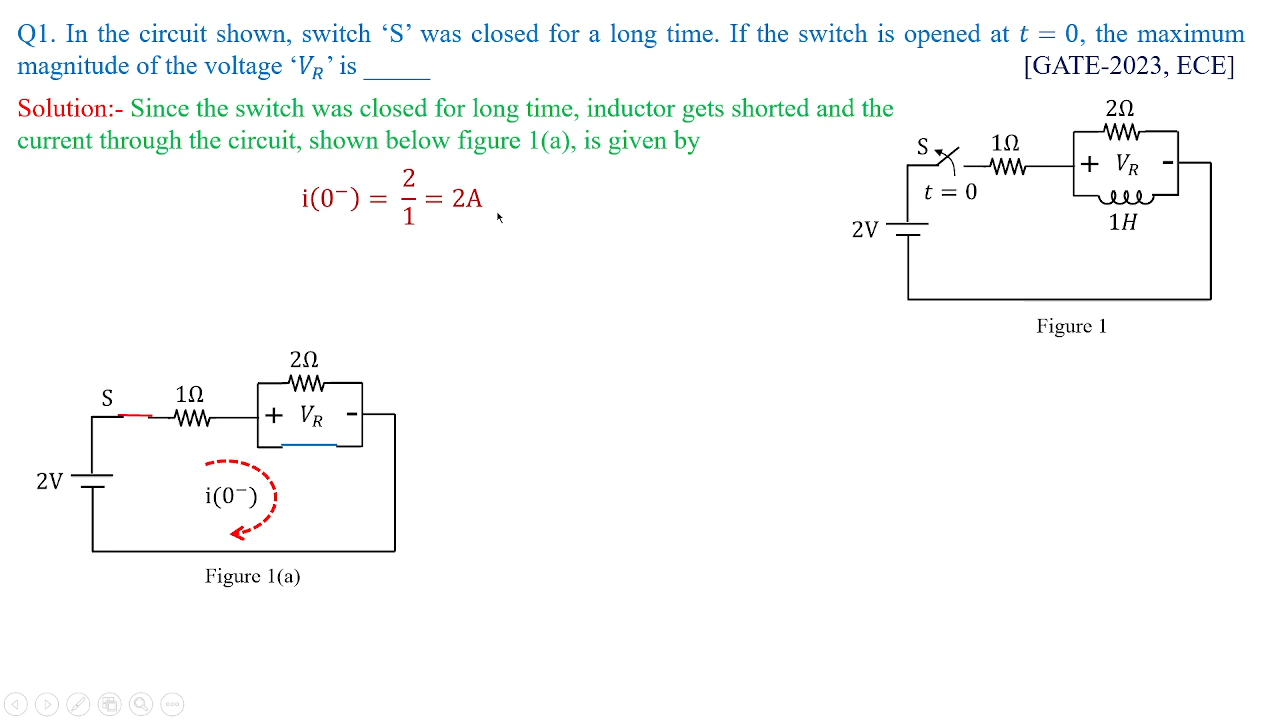 Q1. In the circuit shown, switch ‘S’ was closed for a long time. If the switch is opened at t = 0, the maximum
magnitude of the voltage ‘V_R’ is _____ [GATE-2023, ECE]
Solution:- Since the switch was closed for long time, inductor gets shorted and the
current through the circuit, shown below figure 1(a), is given by
i(0⁻) = 2/1 = 2A
2Ω
S 1Ω
+ V_R -
t = 0
1H
2V
Figure 1
2Ω
S 1Ω
+ V_R -
2V
i(0⁻)
Figure 1(a)